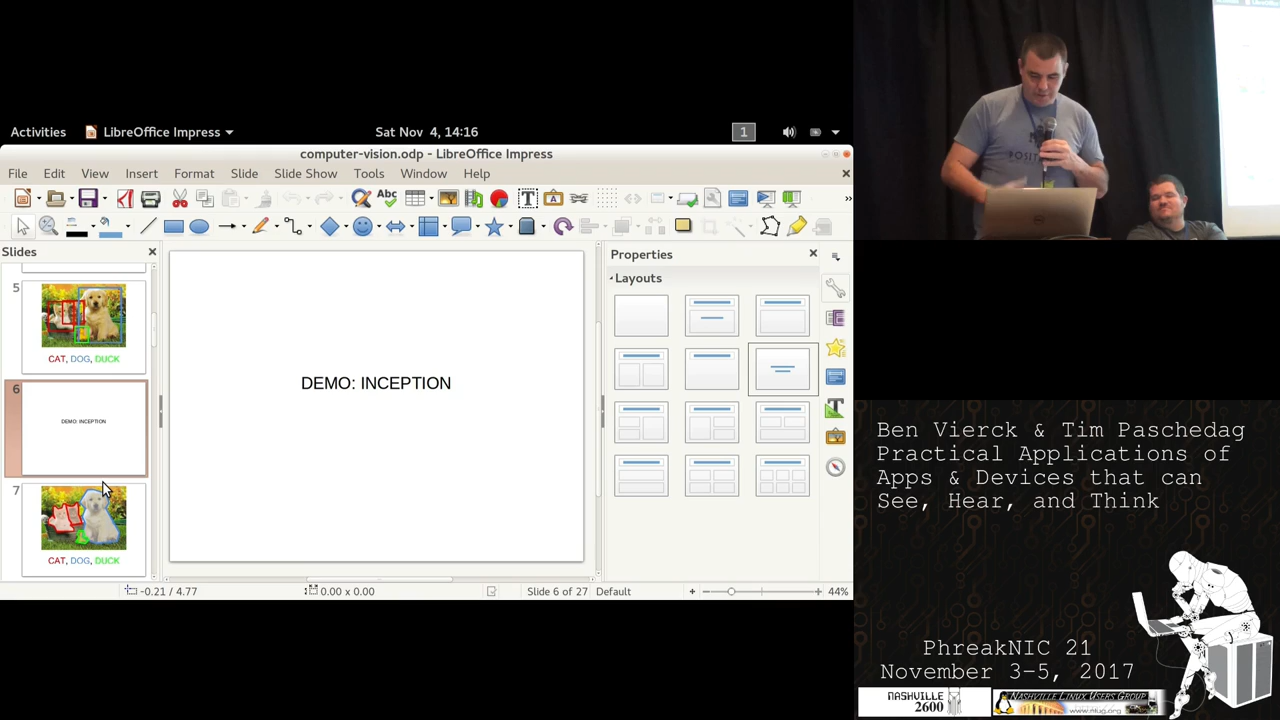 Activities
LibreOffice Impress
Sat Nov 4, 14:16
1
computer-vision.odp - LibreOffice Impress
File Edit View Insert Format Slide Slide Show Tools Window Help
Abc
Slides
Properties
Layouts
5
CAT, DOG, DUCK
6
DEMO: INCEPTION
7
CAT, DOG, DUCK
DEMO: INCEPTION
-0.21 / 4.77
0.00 x 0.00
Slide 6 of 27
Default
44%
Ben Vierck & Tim Paschedag
Practical Applications of
Apps & Devices that can
See, Hear, and Think
PhreakNIC 21
November 3-5, 2017
NASHVILLE
2600
NASHVILLE LINUX USERS GROUP
www.nlug.org